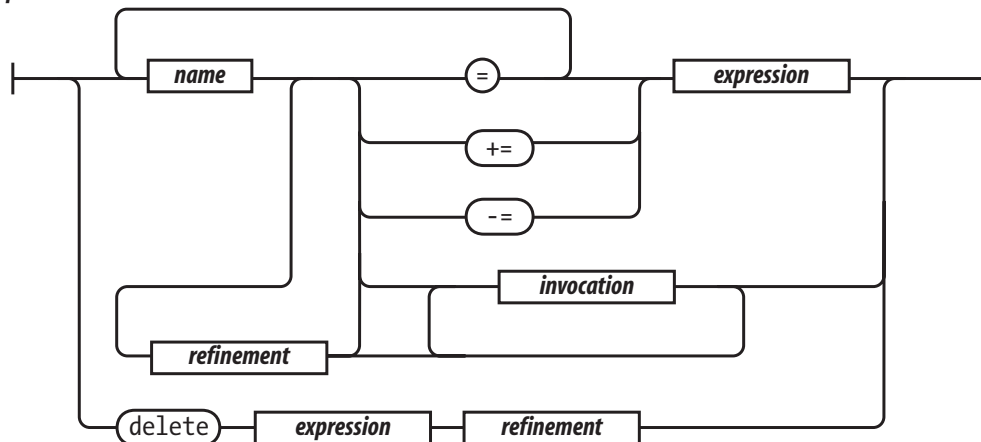 name = expression
+=
-=
invocation
refinement
delete expression refinement